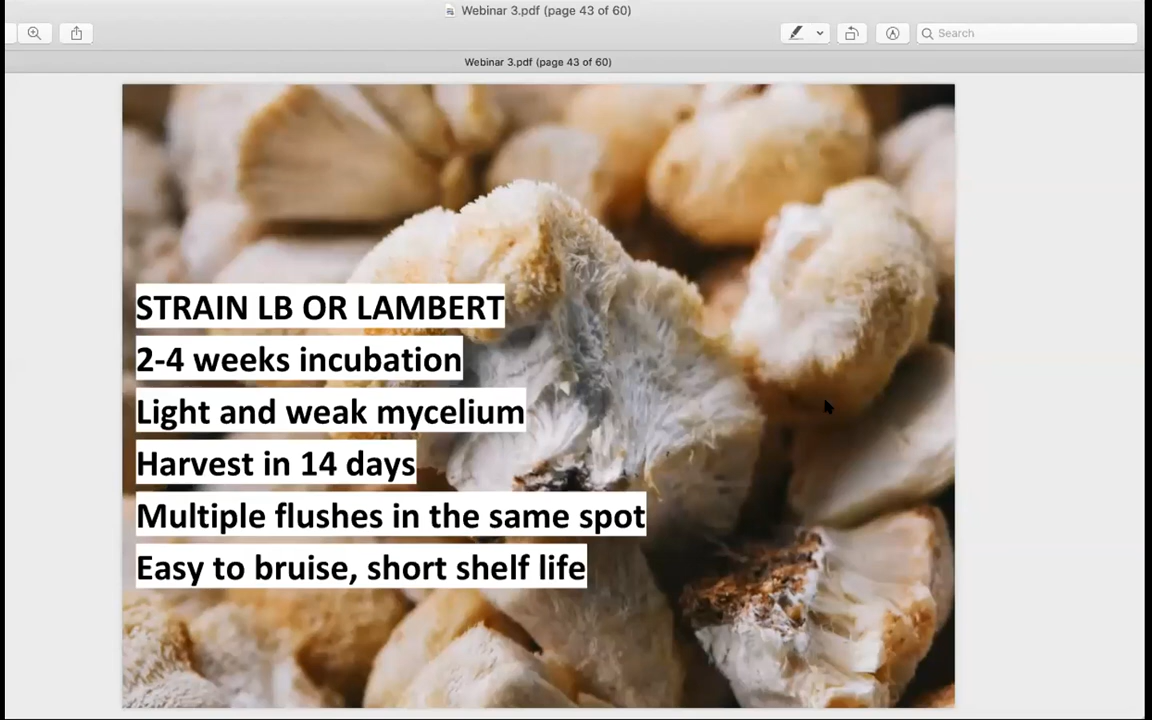 Webinar 3.pdf (page 43 of 60)
Search
Webinar 3.pdf (page 43 of 60)
STRAIN LB OR LAMBERT
2-4 weeks incubation
Light and weak mycelium
Harvest in 14 days
Multiple flushes in the same spot
Easy to bruise, short shelf life